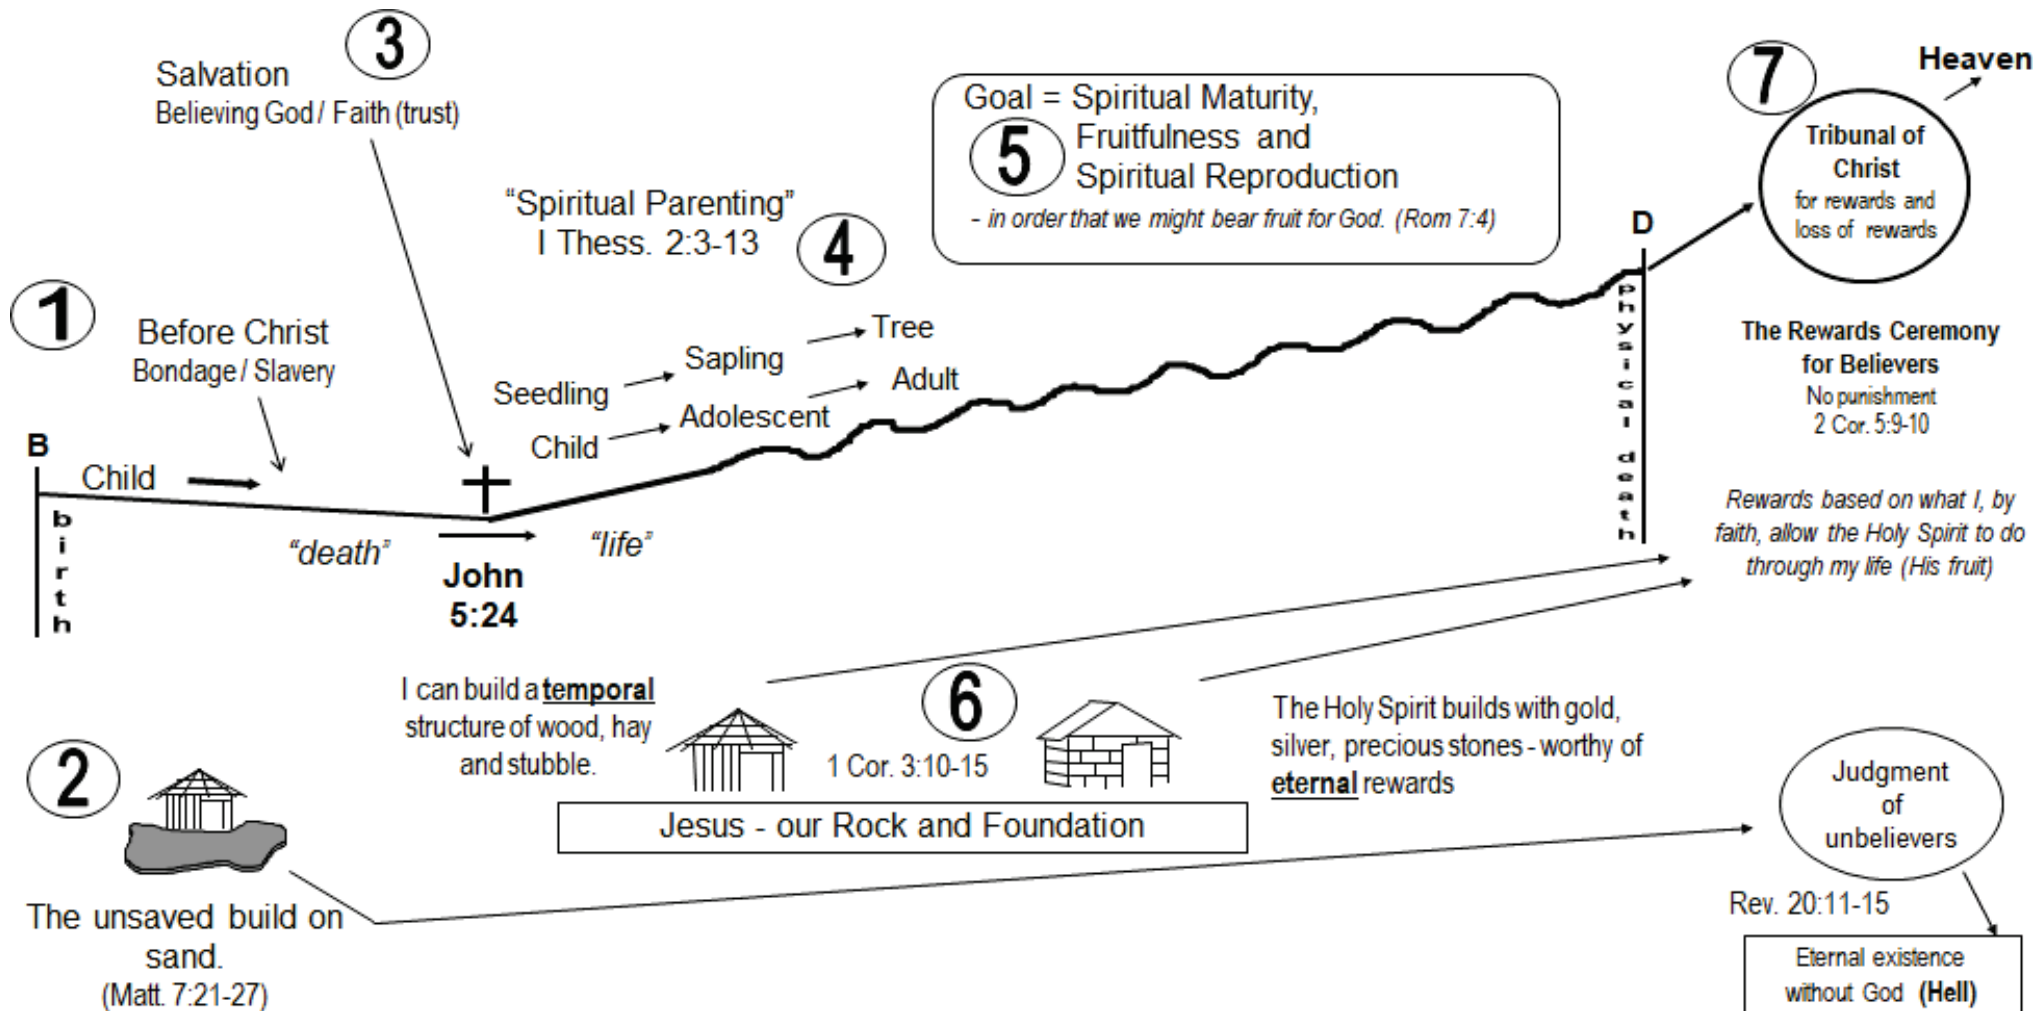 1
Before Christ
Bondage / Slavery
B
Child
birth
3
Salvation
Believing God / Faith (trust)
"death"
"life"
John
5:24
"Spiritual Parenting"
I Thess. 2:3-13
4
Seedling
Sapling
Tree
Child
Adolescent
Adult
Goal = Spiritual Maturity,
5
Fruitfulness and
Spiritual Reproduction
- in order that we might bear fruit for God. (Rom 7:4)
D
physical death
7
Heaven
Tribunal of
Christ
for rewards and
loss of rewards
The Rewards Ceremony
for Believers
No punishment
2 Cor. 5:9-10
Rewards based on what I, by
faith, allow the Holy Spirit to do
through my life (His fruit)
2
The unsaved build on
sand.
(Matt. 7:21-27)
I can build a temporal
structure of wood, hay
and stubble.
6
1 Cor. 3:10-15
The Holy Spirit builds with gold,
silver, precious stones - worthy of
eternal rewards
Jesus - our Rock and Foundation
Judgment
of
unbelievers
Rev. 20:11-15
Eternal existence
without God (Hell)